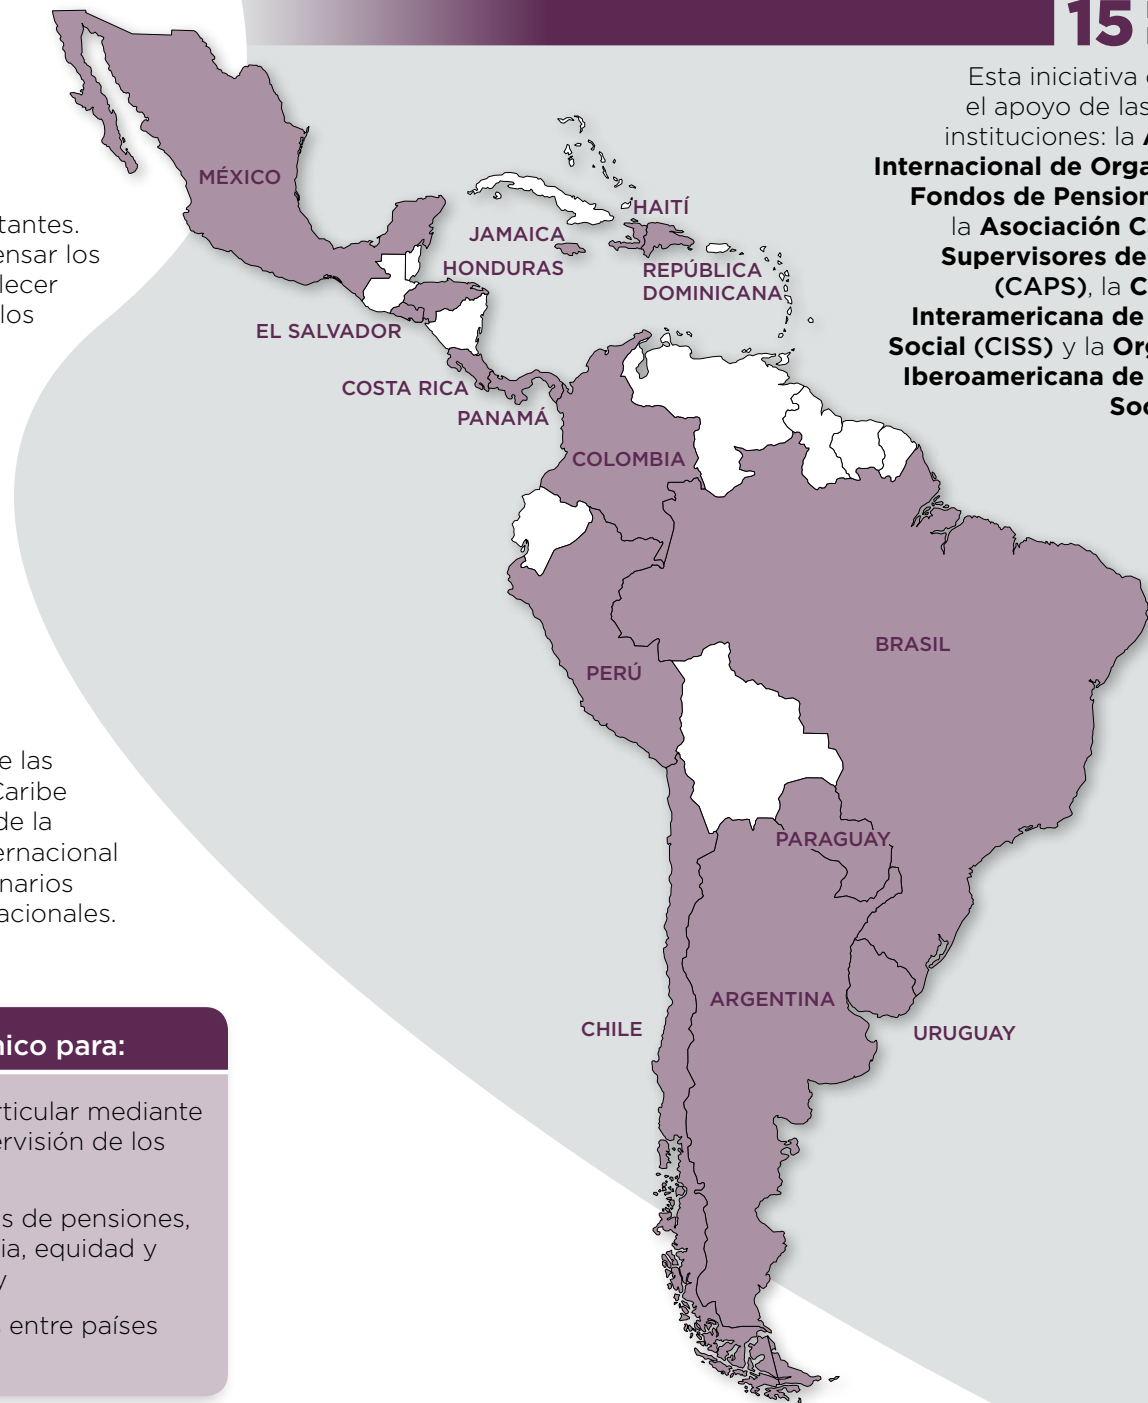 15
Esta iniciativa
el apoyo de las
instituciones: la
Internacional de
Fondos de
la Asociación
Supervisores de
(CAPS), la
Interamericana de
Social (CISS) y la
Iberoamericana de
tantes.
ensar los
lecer
los
MÉXICO
HAITÍ
JAMAICA
HONDURAS
REPÚBLICA
DOMINICANA
EL SALVADOR
COSTA RICA
PANAMÁ
COLOMBIA
BRASIL
PERÚ
e las
Caribe
de la
ernacional
narios
acionales.
PARAGUAY
ARGENTINA
CHILE
URUGUAY
nico para:
rticular mediante
ervisión de los
s de pensiones,
ia, equidad y
y
s entre países